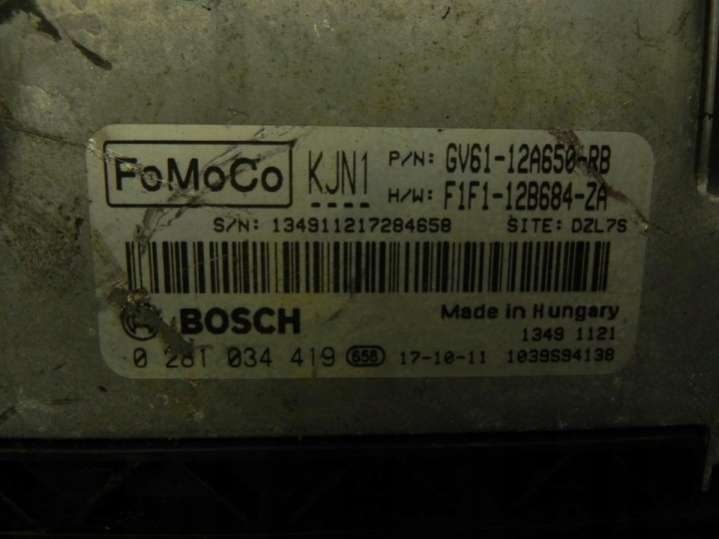 FoMoCo KJN1 P/N: GV61-12A650-RB
H/W: F1F1-12B684-ZA
S/N: 134911217284658 SITE: DZL7S
BOSCH Made in Hungary
1349 1121
0 281 034 419 658 17-10-11 1039S94138